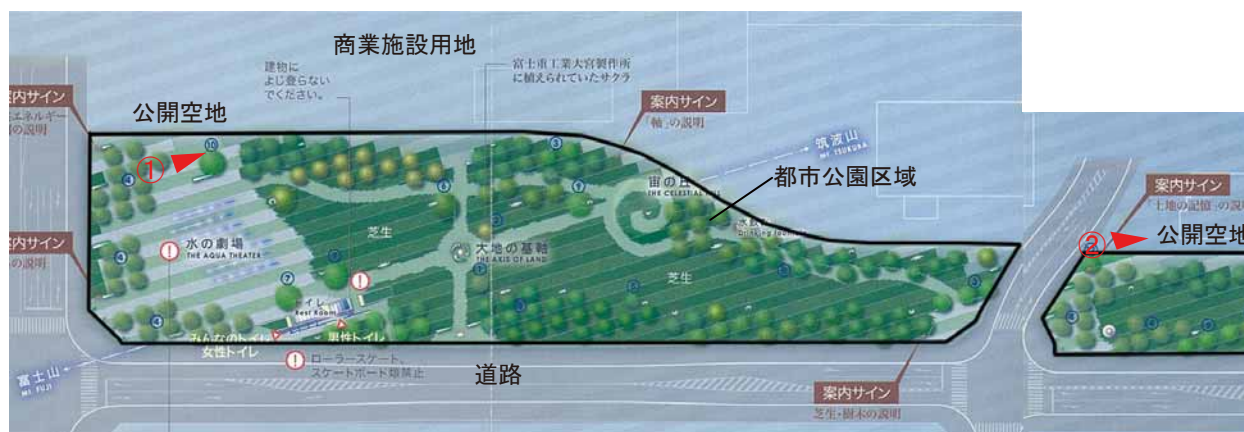 商業施設用地
建物に
よじ登らない
でください。
富士重工業大宮製作所
に植えられていたサクラ
案内サイン
エネルギー
の説明
公開空地
案内サイン
「軸」の説明
筑波山
Mt. TSUKUBA
①
⑩
都市公園区域
宙の丘
THE CELESTIAL
案内サイン
「土地の記憶」の説
②
公開空地
芝生
水の劇場
THE AQUA THEATER
大地の基軸
THE AXIS OF LAND
案内サイン
の説明
芝生
トイレ
Rest Room
みんなのトイレ
女性トイレ
男性トイレ
ローラースケート、
スケートボード類禁止
道路
富士山
Mt. FUJI
案内サイン
芝生・樹木の説明